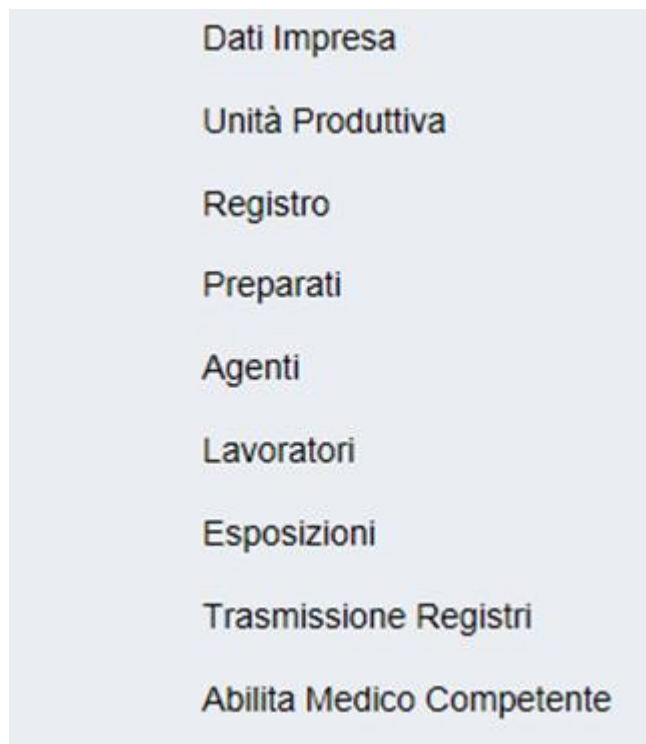 Dati Impresa
Unità Produttiva
Registro
Preparati
Agenti
Lavoratori
Esposizioni
Trasmissione Registri
Abilita Medico Competente